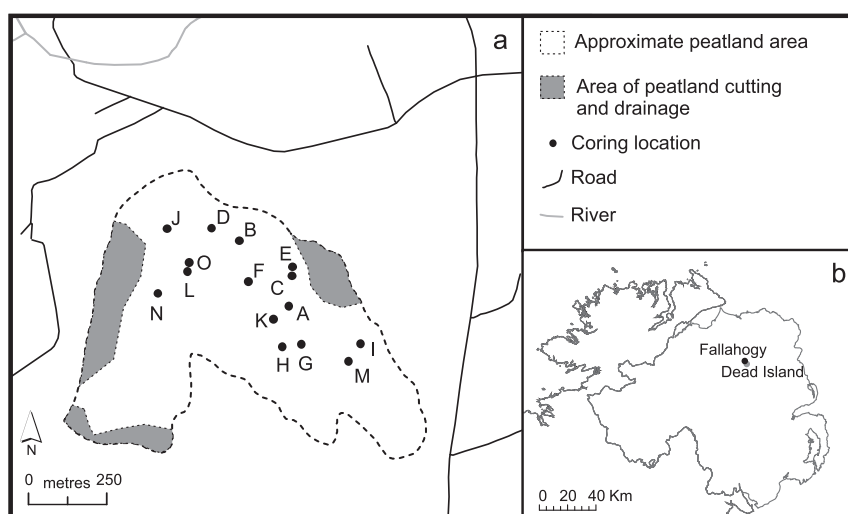 a
J
D
B
O
E
F
L
C
N
A
K
I
H
G
M
N
0 metres 250
Approximate peatland area
Area of peatland cutting
and drainage
Coring location
Road
River
b
Fallahogy
Dead Island
0 20 40 Km